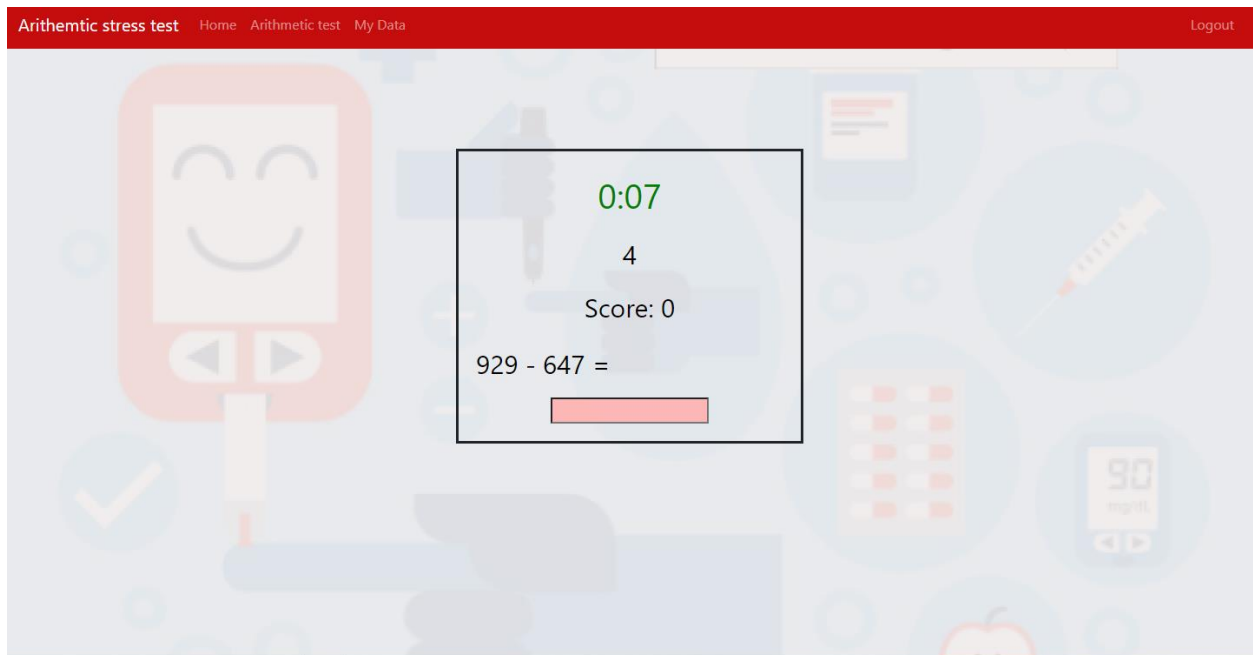 Arithemtic stress test Home Arithmetic test My Data Logout
0:07
4
Score: 0
929 - 647 =
90
mg/dL